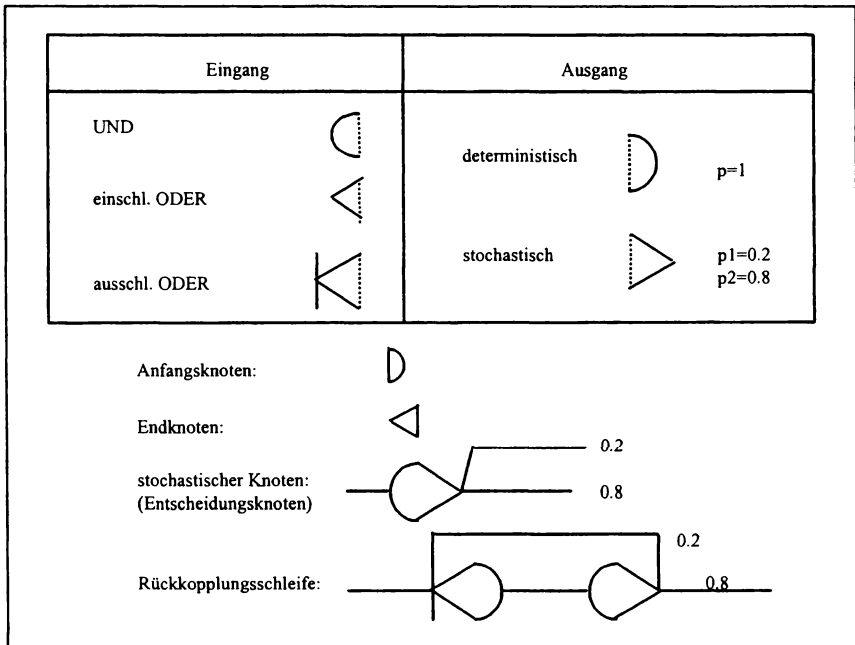 Eingang
Ausgang
UND
einschl. ODER
ausschl. ODER
deterministisch
p=1
stochastisch
p1=0.2
p2=0.8
Anfangsknoten:
Endknoten:
0.2
stochastischer Knoten:
(Entscheidungsknoten)
0.8
0.2
Rückkopplungsschleife:
0.8